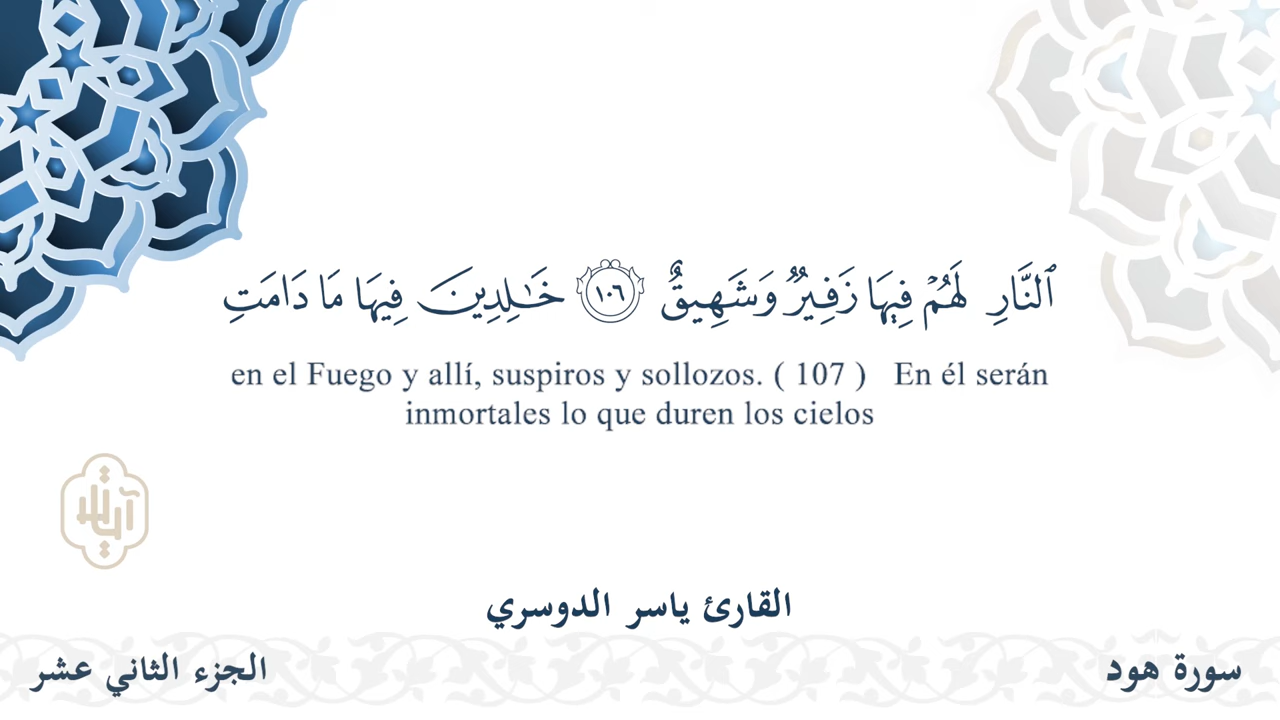 ٱلنَّارِ لَهُمْ فِيهَا زَفِيرٌ وَشَهِيقٌ ١٠٦ خَـٰلِدِينَ فِيهَا مَا دَامَتِ
en el Fuego y allí, suspiros y sollozos. ( 107 ) En él serán
inmortales lo que duren los cielos
القارئ ياسر الدوسري
سورة هود
الجزء الثاني عشر